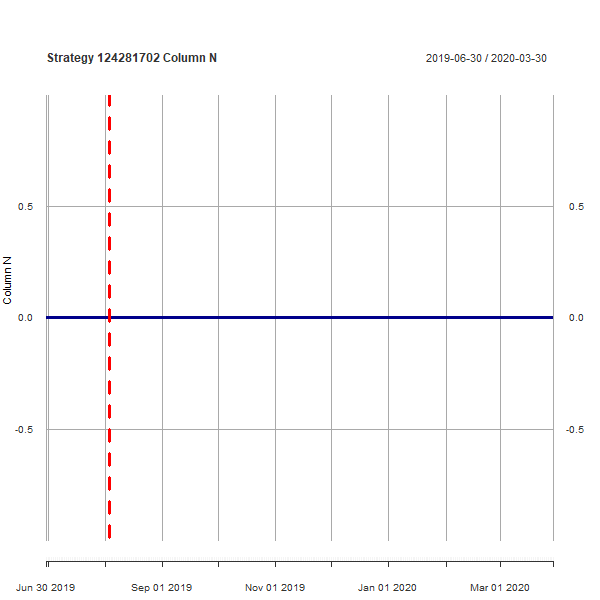 Strategy 124281702 Column N
2019-06-30 / 2020-03-30
0.5
0.5
Column N
0.0
0.0
-0.5
-0.5
Jun 30 2019
Sep 01 2019
Nov 01 2019
Jan 01 2020
Mar 01 2020